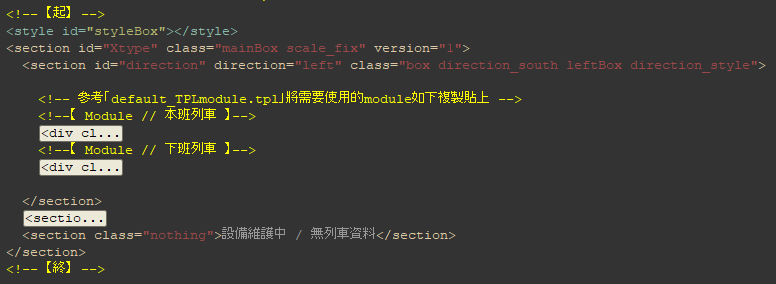 <!--【起】-->
<style id="styleBox"></style>
<section id="Xtype" class="mainBox scale_fix" version="1">
<section id="direction" direction="left" class="box direction_south leftBox direction_style">
<!-- 參考「default_TPLmodule.tpl」將需要使用的module如下複製貼上 -->
<!--【 Module // 本班列車 】-->
<div cl...
<!--【 Module // 下班列車 】-->
<div cl...
</section>
<sectio...
<section class="nothing">設備維護中 / 無列車資料</section>
</section>
<!--【終】-->